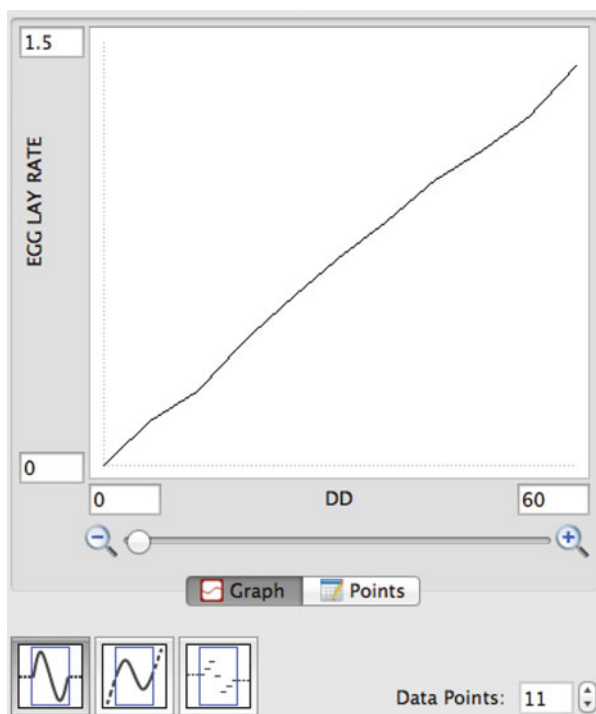 1.5
EGG LAY RATE
0
0 DD 60
Graph Points
Data Points: 11